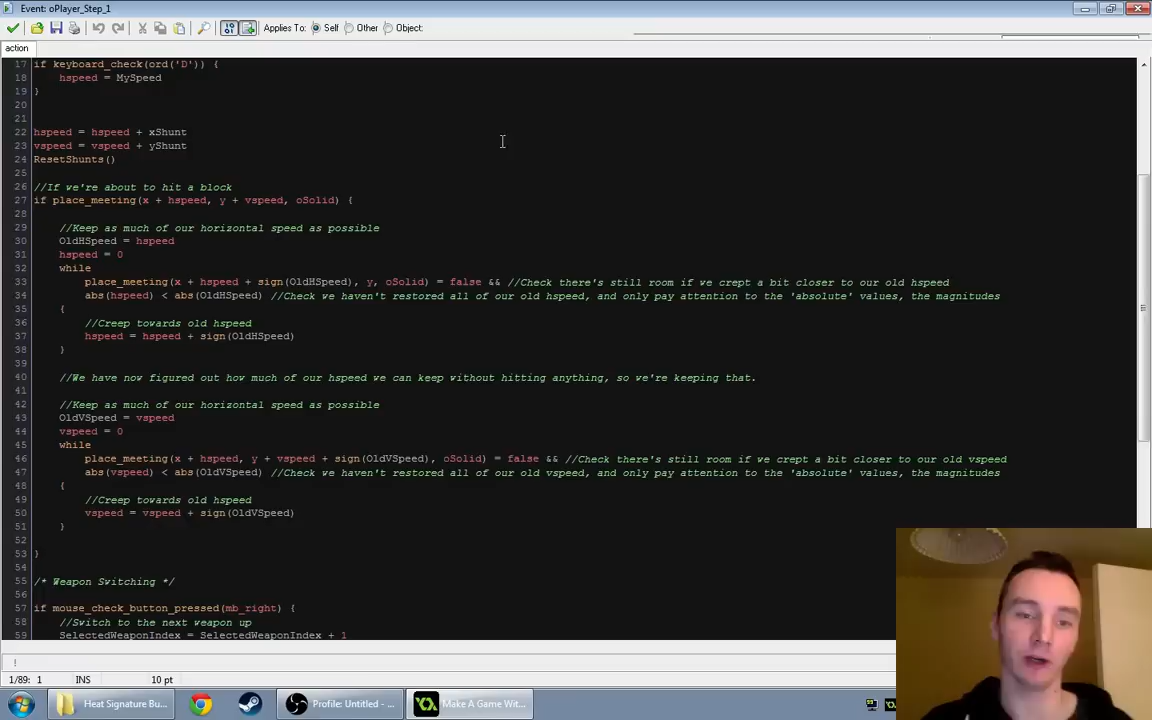 Event: oPlayer_Step_1
Applies To: Self Other Object:
action
17 if keyboard_check(ord('D')) {
18 hspeed = MySpeed
19 }
20
21
22 hspeed = hspeed + xShunt
23 vspeed = vspeed + yShunt
24 ResetShunts()
25
26 //If we're about to hit a block
27 if place_meeting(x + hspeed, y + vspeed, oSolid) {
28
29 //Keep as much of our horizontal speed as possible
30 OldHSpeed = hspeed
31 hspeed = 0
32 while
33 place_meeting(x + hspeed + sign(OldHSpeed), y, oSolid) = false && //Check there's still room if we crept a bit closer to our old hspeed
34 abs(hspeed) < abs(OldHSpeed) //Check we haven't restored all of our old hspeed, and only pay attention to the 'absolute' values, the magnitudes
35 {
36 //Creep towards old hspeed
37 hspeed = hspeed + sign(OldHSpeed)
38 }
39
40 //We have now figured out how much of our hspeed we can keep without hitting anything, so we're keeping that.
41
42 //Keep as much of our horizontal speed as possible
43 OldVSpeed = vspeed
44 vspeed = 0
45 while
46 place_meeting(x + hspeed, y + vspeed + sign(OldVSpeed), oSolid) = false && //Check there's still room if we crept a bit closer to our old vspeed
47 abs(vspeed) < abs(OldVSpeed) //Check we haven't restored all of our old vspeed, and only pay attention to the 'absolute' values, the magnitudes
48 {
49 //Creep towards old hspeed
50 vspeed = vspeed + sign(OldVSpeed)
51 }
52
53 }
54
55 /* Weapon Switching */
56
57 if mouse_check_button_pressed(mb_right) {
58 //Switch to the next weapon up
59 SelectedWeaponIndex = SelectedWeaponIndex + 1
!
1/89: 1 INS 10 pt
Heat Signature Bu... Profile: Untitled - ... Make A Game Wit...